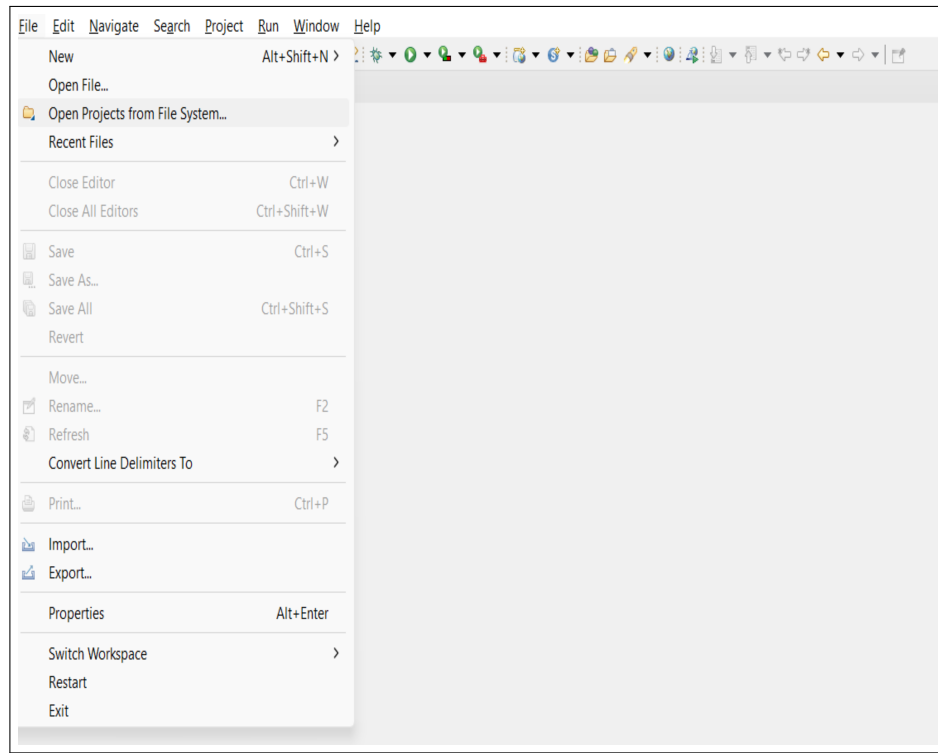 File Edit Navigate Search Project Run Window Help
New Alt+Shift+N >
Open File...
Open Projects from File System...
Recent Files >
Close Editor Ctrl+W
Close All Editors Ctrl+Shift+W
Save Ctrl+S
Save As...
Save All Ctrl+Shift+S
Revert
Move...
Rename... F2
Refresh F5
Convert Line Delimiters To >
Print... Ctrl+P
Import...
Export...
Properties Alt+Enter
Switch Workspace >
Restart
Exit